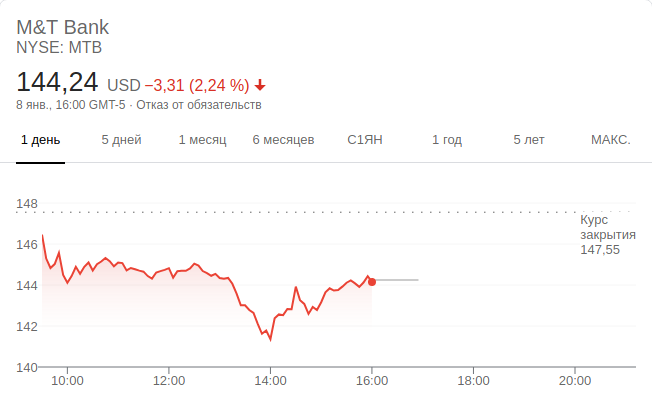 M&T Bank
NYSE: MTB
144,24 USD −3,31 (2,24 %)
8 янв., 16:00 GMT-5 · Отказ от обязательств
1 день 5 дней 1 месяц 6 месяцев С1ЯН 1 год 5 лет МАКС.
148
Курс
закрытия
147,55
146
144
142
140
10:00 12:00 14:00 16:00 18:00 20:00